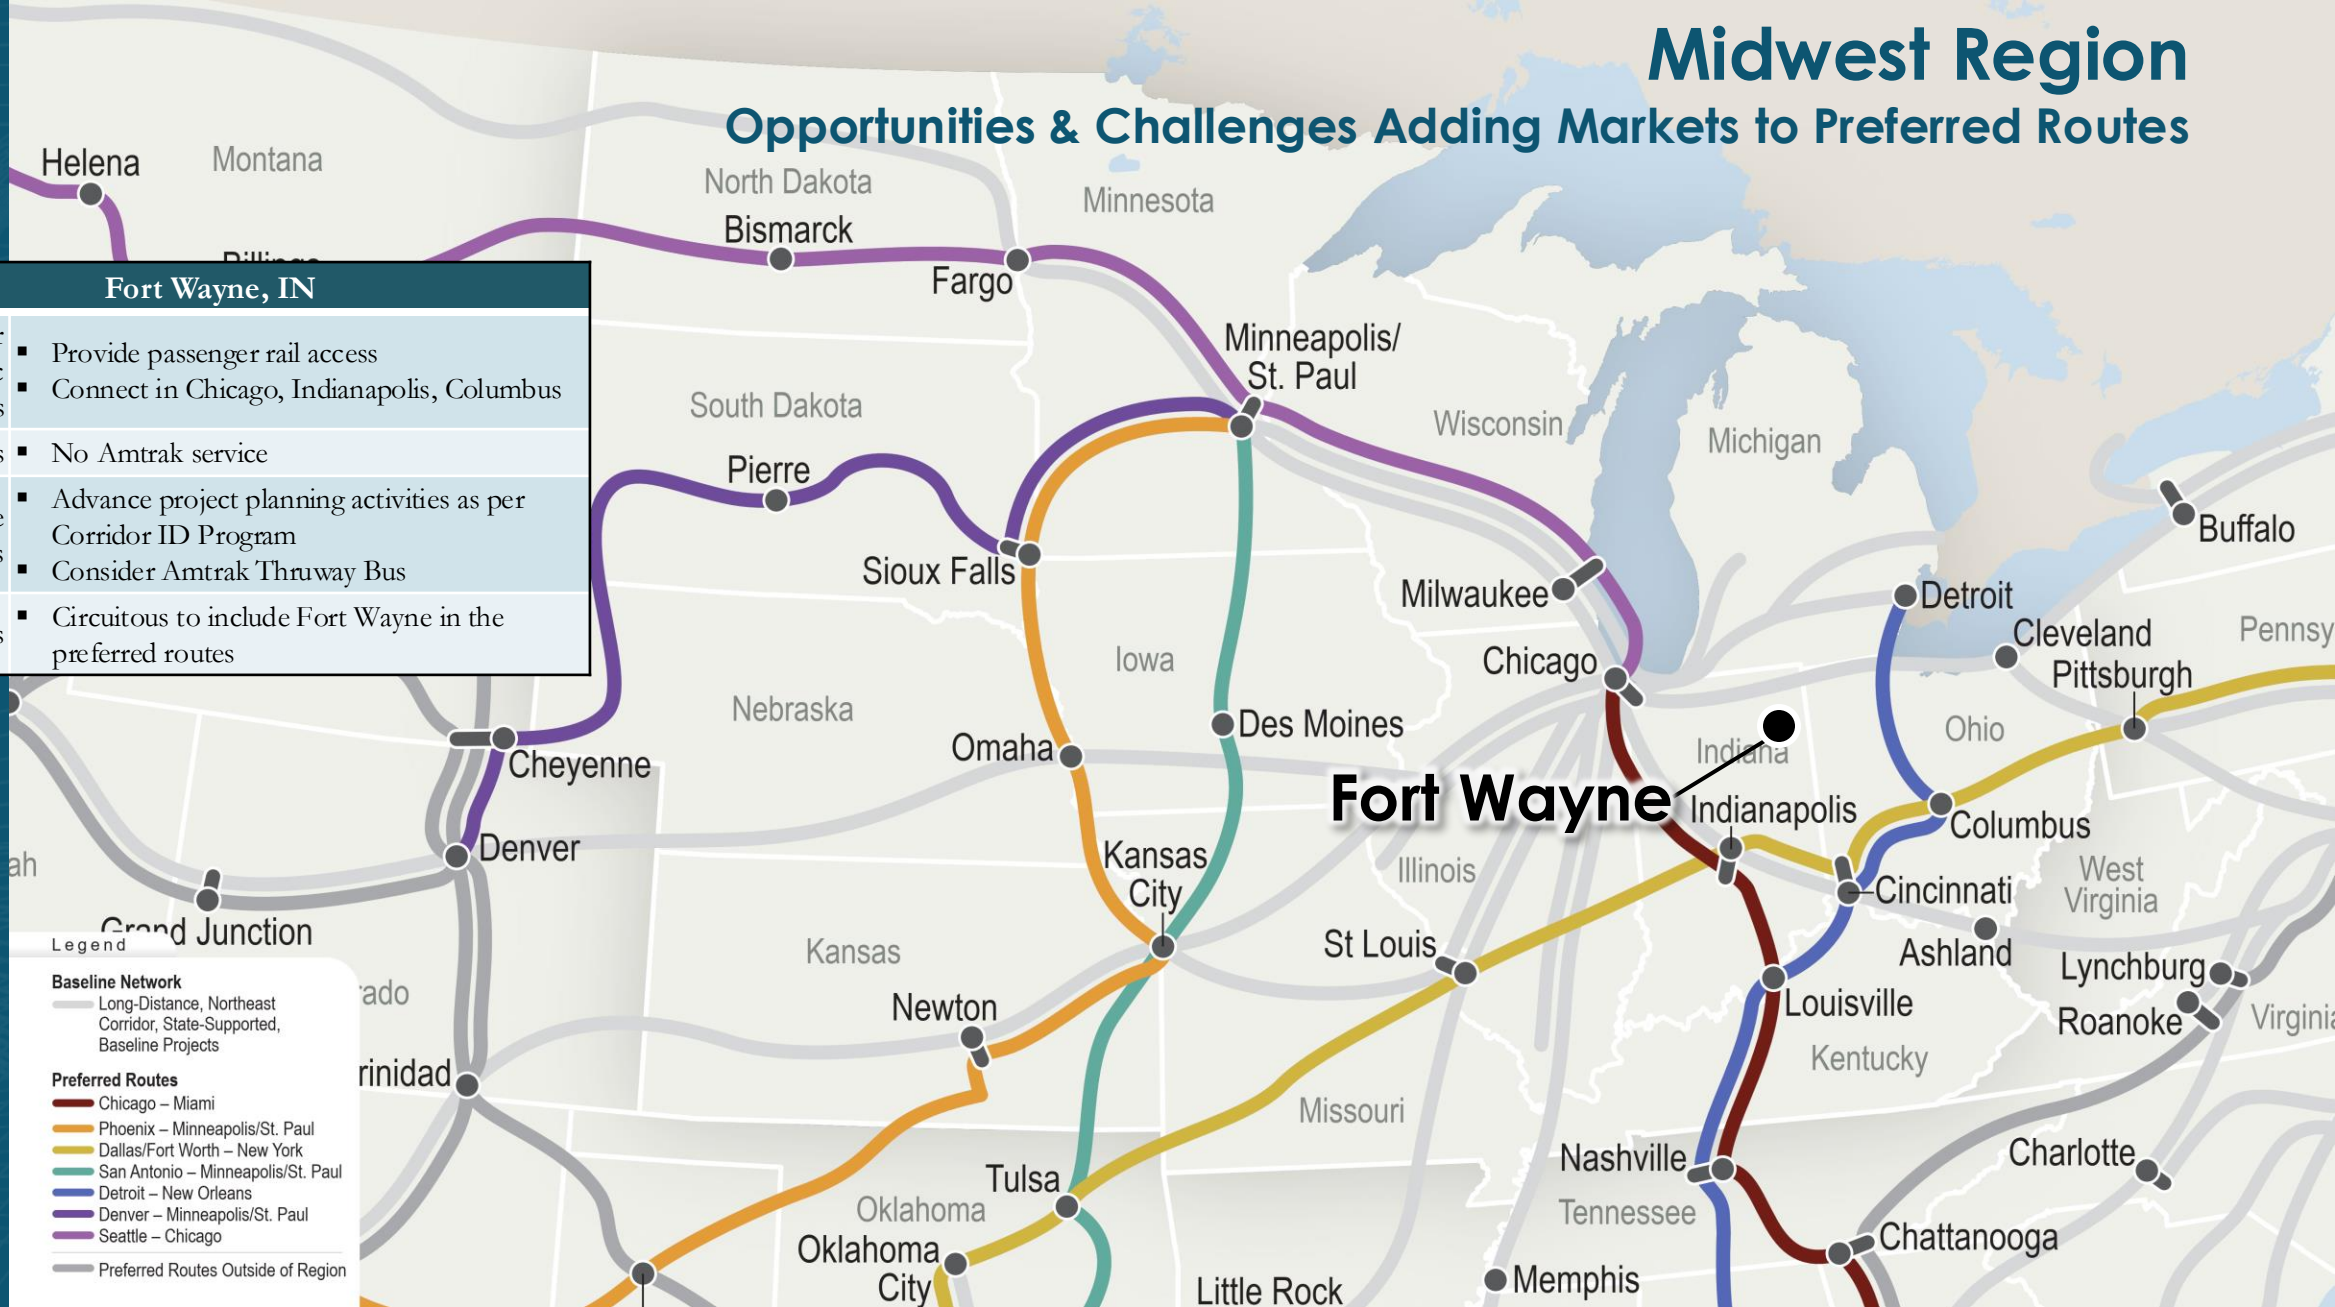 Midwest Region
Opportunities & Challenges Adding Markets to Preferred Routes
Helena
Montana
North Dakota
Minnesota
Bismarck
Fargo
Fort Wayne, IN
▪ Provide passenger rail access
▪ Connect in Chicago, Indianapolis, Columbus
▪ No Amtrak service
▪ Advance project planning activities as per
Corridor ID Program
▪ Consider Amtrak Thruway Bus
▪ Circuitous to include Fort Wayne in the
preferred routes
Minneapolis/
St. Paul
South Dakota
Wisconsin
Michigan
Pierre
Buffalo
Sioux Falls
Milwaukee
Detroit
Cleveland
Pennsy
Iowa
Chicago
Pittsburgh
Nebraska
Des Moines
Omaha
Indiana
Ohio
Cheyenne
Fort Wayne
Indianapolis
Columbus
Denver
ah
Kansas
City
Illinois
West
Virginia
Cincinnati
Grand Junction
Kansas
St Louis
Ashland
Lynchburg
rado
Newton
Louisville
Roanoke
Virginia
Kentucky
rinidad
Missouri
Nashville
Charlotte
Tulsa
Oklahoma
Tennessee
Oklahoma
City
Chattanooga
Little Rock
Memphis
Legend
Baseline Network
Long-Distance, Northeast
Corridor, State-Supported,
Baseline Projects
Preferred Routes
Chicago – Miami
Phoenix – Minneapolis/St. Paul
Dallas/Fort Worth – New York
San Antonio – Minneapolis/St. Paul
Detroit – New Orleans
Denver – Minneapolis/St. Paul
Seattle – Chicago
Preferred Routes Outside of Region